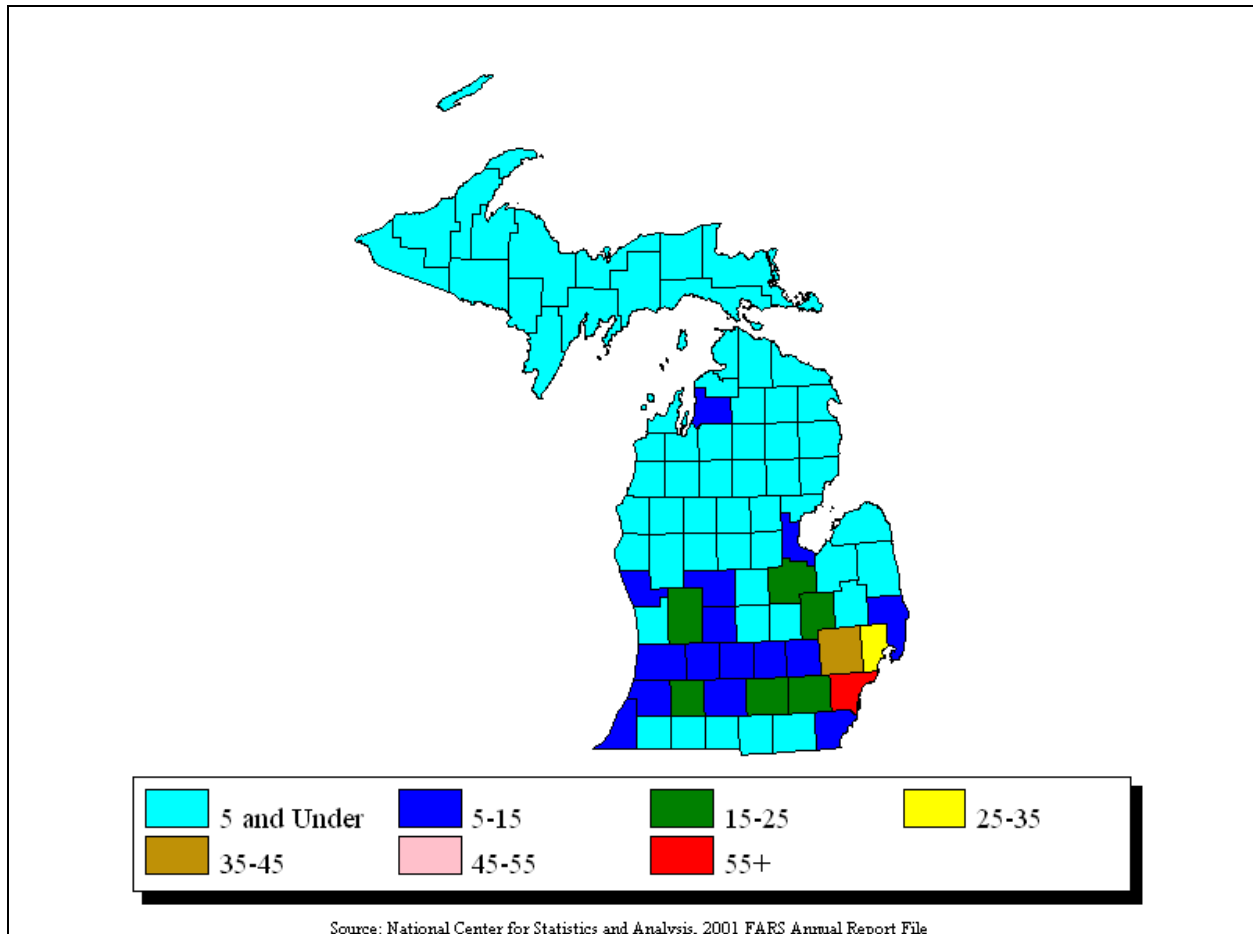 5 and Under 5-15 15-25 25-35
35-45 45-55 55+
Source: National Center for Statistics and Analysis, 2001 FARS Annual Report File